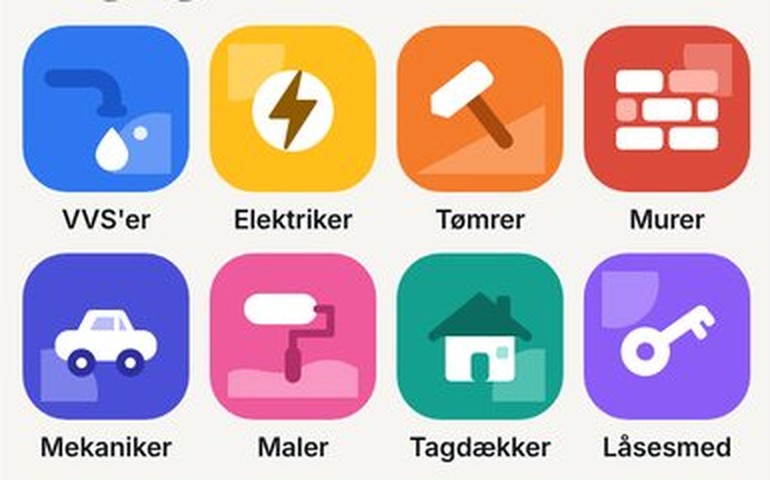 VVS'er
Elektriker
Tømrer
Murer
Mekaniker
Maler
Tagdækker
Låsesmed